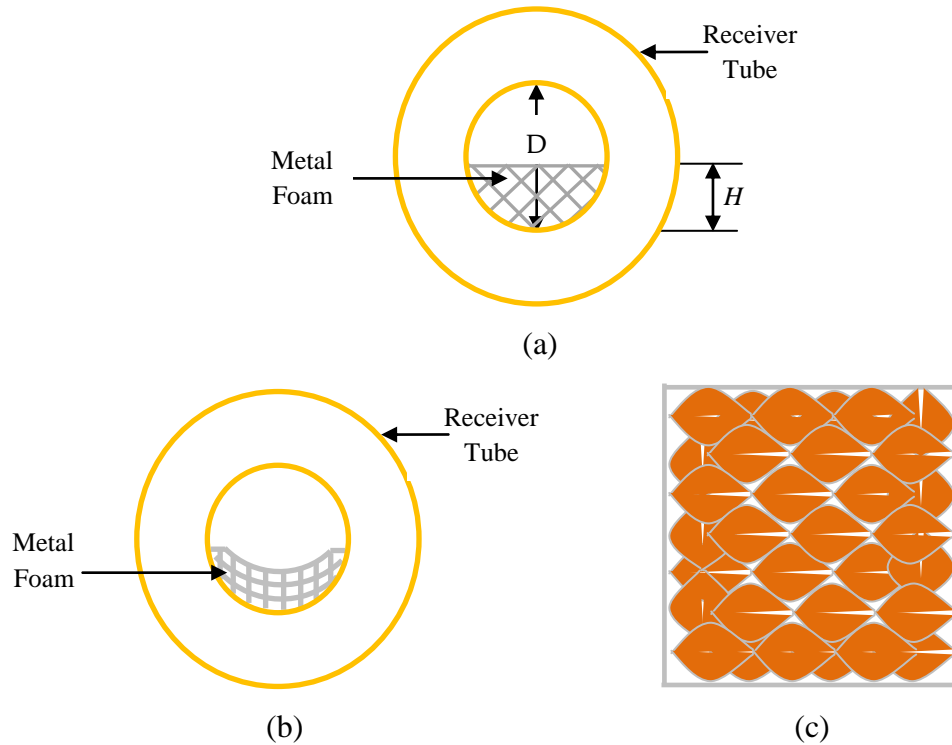 Receiver
Tube
D
Metal
Foam
H
(a)
Receiver
Tube
Metal
Foam
(b)
(c)